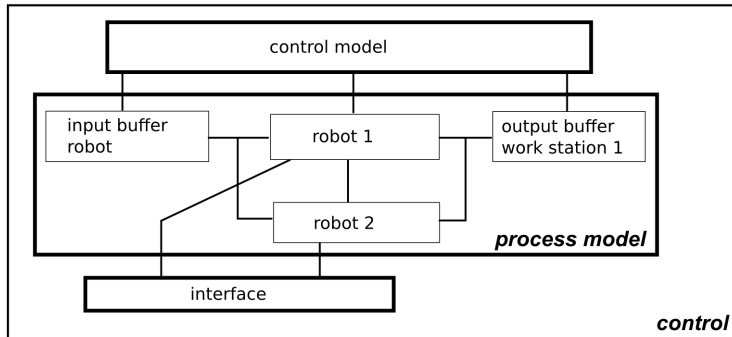 control model
input buffer
robot
robot 1
output buffer
work station 1
robot 2
process model
interface
control